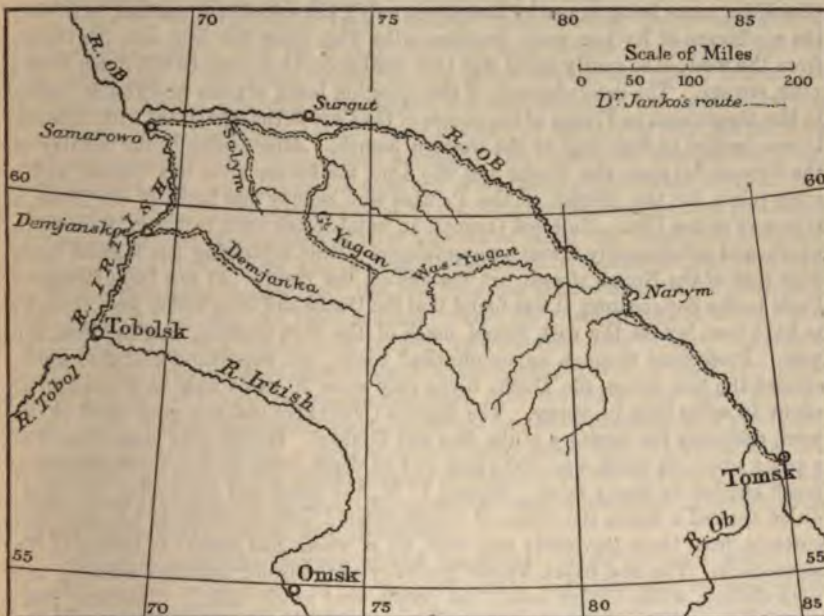 70
75
80
85
Scale of Miles
0 50 100 200
Dr Janko's route
R. OB
Surgut
Samarowo
Salym
R. OB
60
60
Demjansko
R. IRTISH
Gt Yugan
Was-Yugan
Demjanka
Narym
Tobolsk
R. Irtish
R. Tobol
Tomsk
R. Ob
55
55
Omsk
70
75
80
85